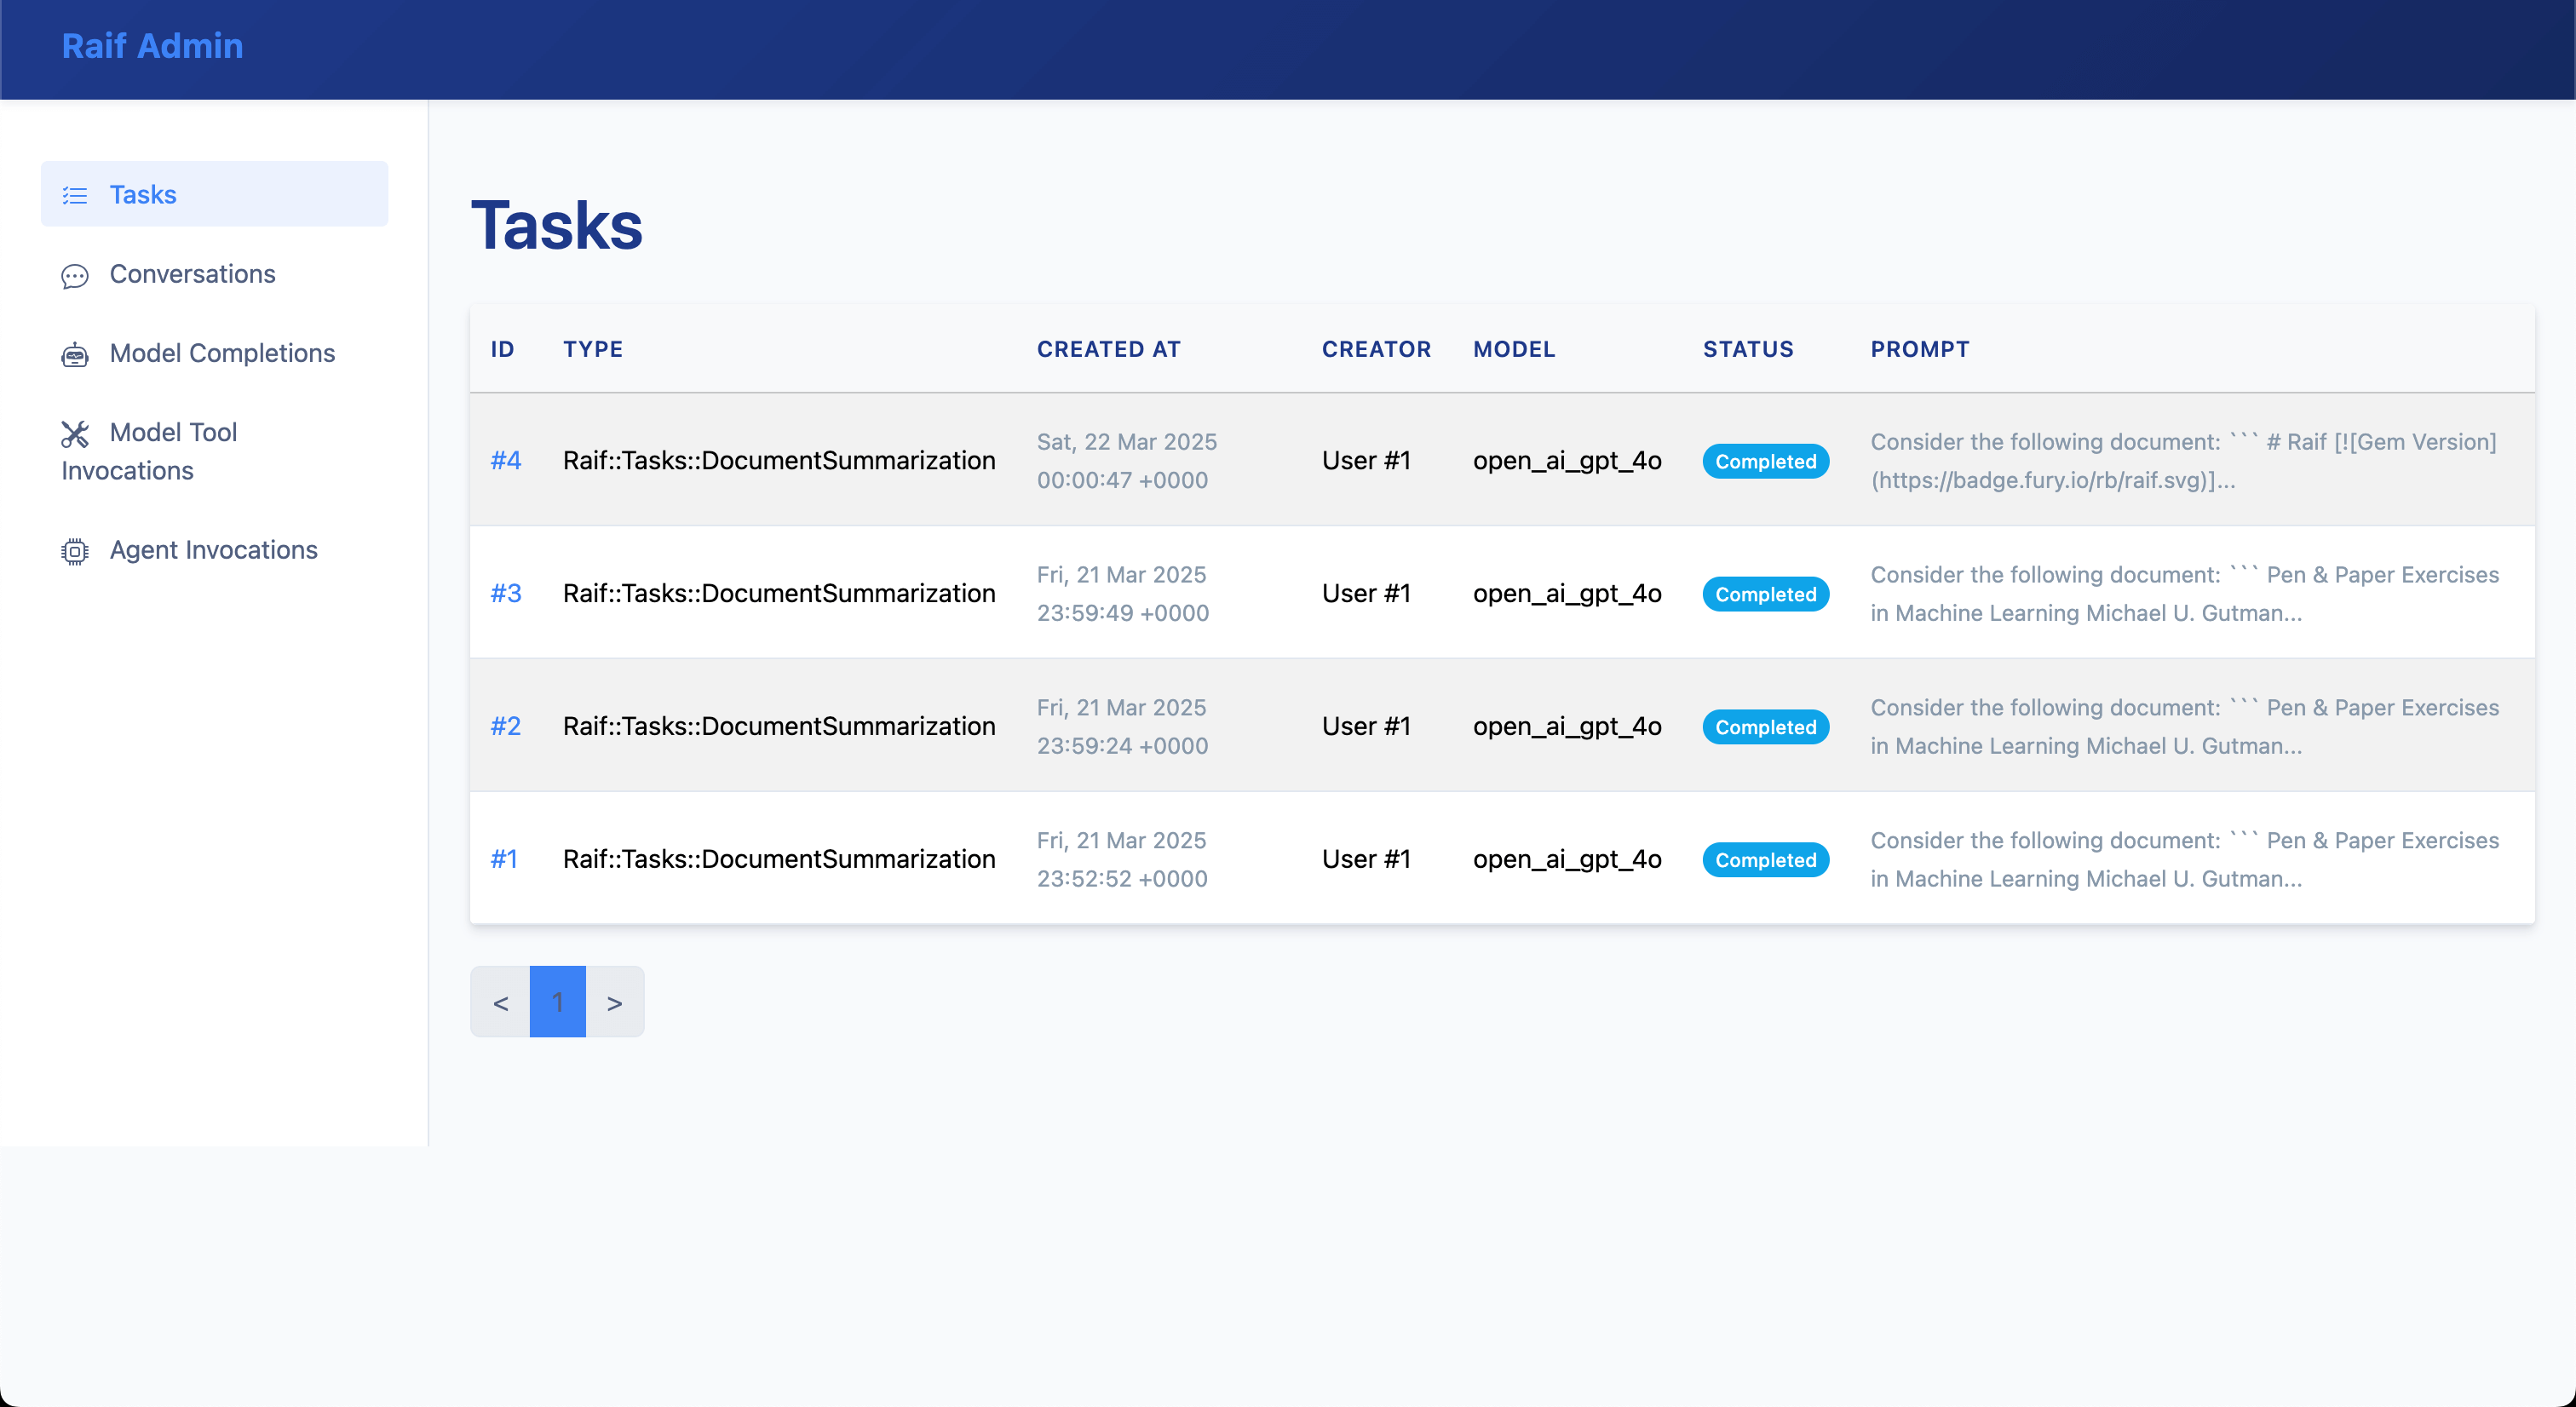 Raif Admin
Tasks
Conversations
Model Completions
Model Tool
Invocations
Agent Invocations
Tasks
ID TYPE CREATED AT CREATOR MODEL STATUS PROMPT
#4 Raif::Tasks::DocumentSummarization Sat, 22 Mar 2025 User #1 open_ai_gpt_4o Completed Consider the following document: ``` # Raif [![Gem Version]
00:00:47 +0000 (https://badge.fury.io/rb/raif.svg)]...
#3 Raif::Tasks::DocumentSummarization Fri, 21 Mar 2025 User #1 open_ai_gpt_4o Completed Consider the following document: ``` Pen & Paper Exercises
23:59:49 +0000 in Machine Learning Michael U. Gutman...
#2 Raif::Tasks::DocumentSummarization Fri, 21 Mar 2025 User #1 open_ai_gpt_4o Completed Consider the following document: ``` Pen & Paper Exercises
23:59:24 +0000 in Machine Learning Michael U. Gutman...
#1 Raif::Tasks::DocumentSummarization Fri, 21 Mar 2025 User #1 open_ai_gpt_4o Completed Consider the following document: ``` Pen & Paper Exercises
23:52:52 +0000 in Machine Learning Michael U. Gutman...
< 1 >